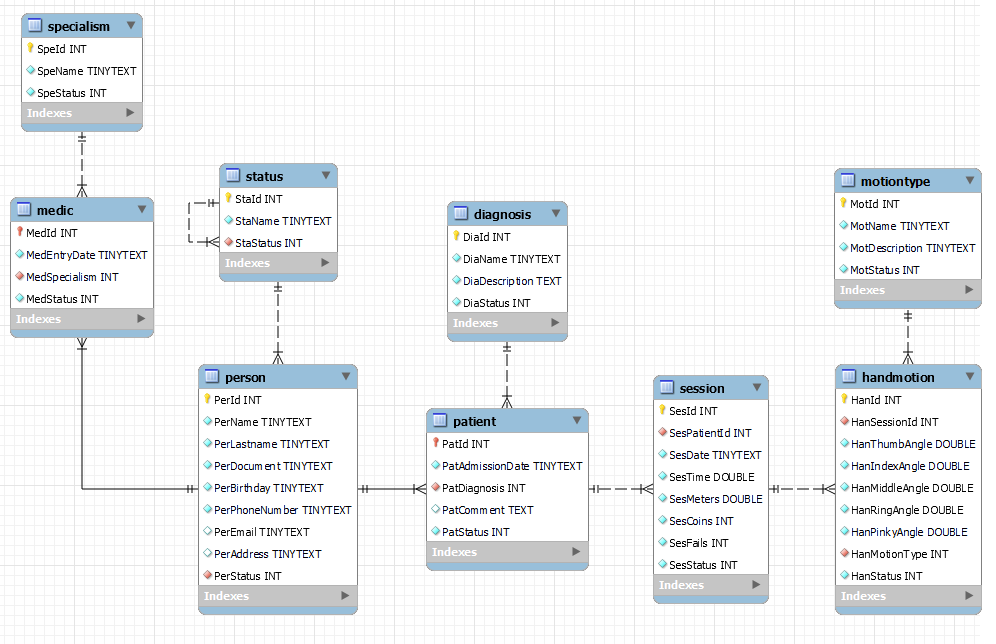 specialism
SpeId INT
SpeName TINYTEXT
SpeStatus INT
Indexes
medic
MedId INT
MedEntryDate TINYTEXT
MedSpecialism INT
MedStatus INT
Indexes
status
StaId INT
StaName TINYTEXT
StaStatus INT
Indexes
person
PerId INT
PerName TINYTEXT
PerLastname TINYTEXT
PerDocument TINYTEXT
PerBirthday TINYTEXT
PerPhoneNumber TINYTEXT
PerEmail TINYTEXT
PerAddress TINYTEXT
PerStatus INT
Indexes
diagnosis
DiaId INT
DiaName TINYTEXT
DiaDescription TEXT
DiaStatus INT
Indexes
patient
PatId INT
PatAdmissionDate TINYTEXT
PatDiagnosis INT
PatComment TEXT
PatStatus INT
Indexes
session
SesId INT
SesPatientId INT
SesDate TINYTEXT
SesTime DOUBLE
SesMeters DOUBLE
SesCoins INT
SesFails INT
SesStatus INT
Indexes
motiontype
MotId INT
MotName TINYTEXT
MotDescription TINYTEXT
MotStatus INT
Indexes
handmotion
HanId INT
HanSessionId INT
HanThumbAngle DOUBLE
HanIndexAngle DOUBLE
HanMiddleAngle DOUBLE
HanRingAngle DOUBLE
HanPinkyAngle DOUBLE
HanMotionType INT
HanStatus INT
Indexes